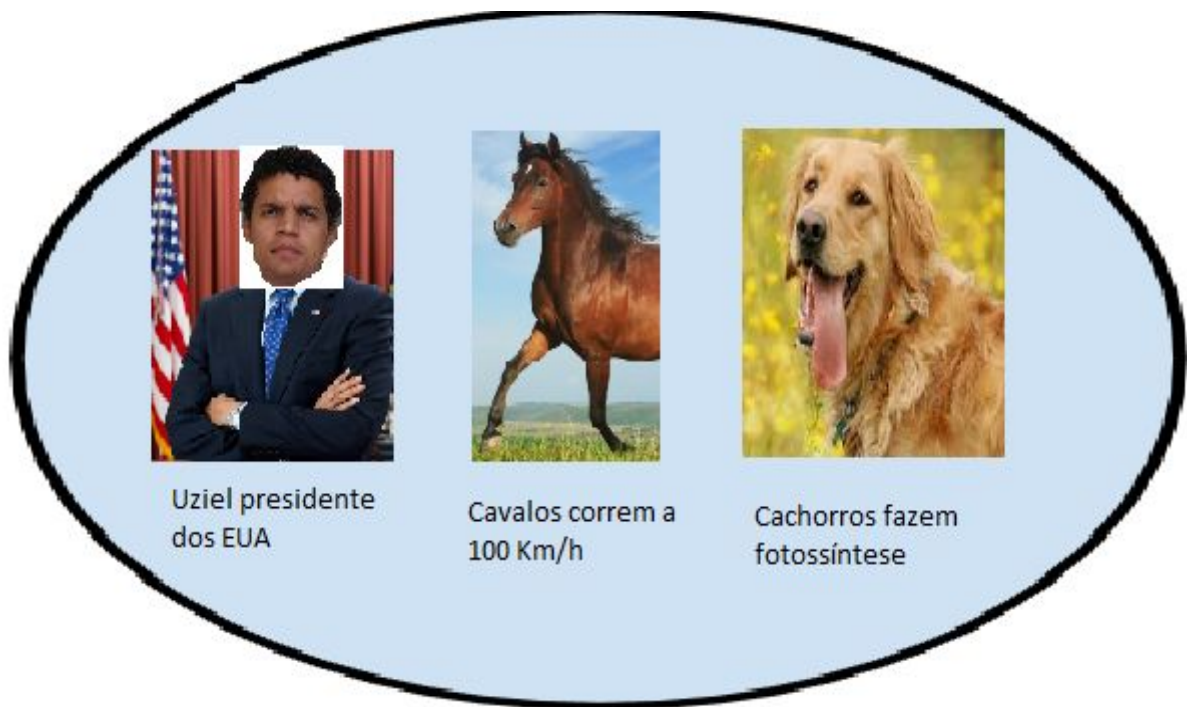 Uziel presidente
dos EUA
Cavalos correm a
100 Km/h
Cachorros fazem
fotossíntese